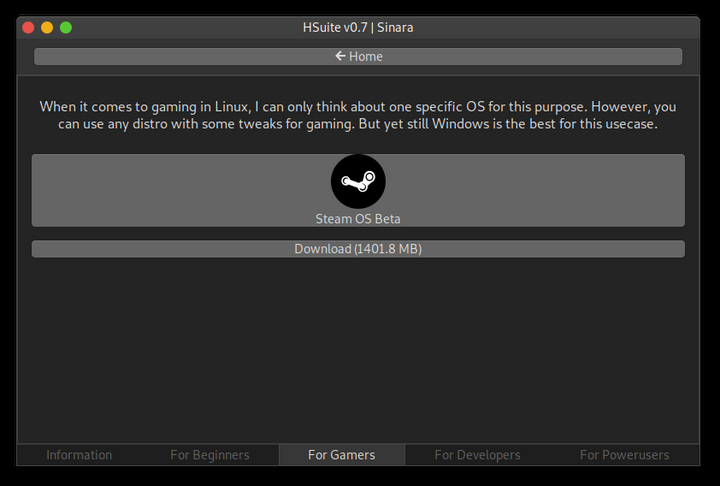 HSuite v0.7 | Sinara
← Home
When it comes to gaming in Linux, I can only think about one specific OS for this purpose. However, you
can use any distro with some tweaks for gaming. But yet still Windows is the best for this usecase.
Steam OS Beta
Download (1401.8 MB)
Information For Beginners For Gamers For Developers For Powerusers